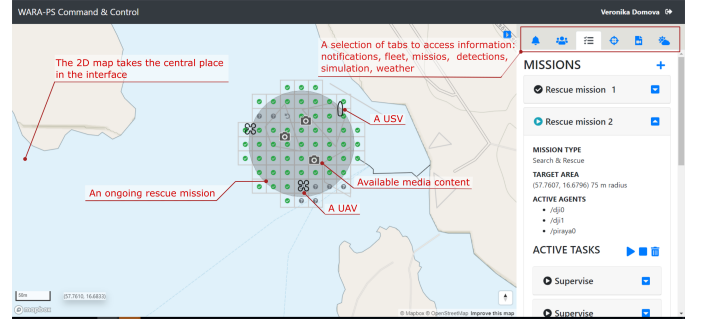 WARA-PS Command & Control
Veronika Domova
The 2D map takes the central place
in the interface
A selection of tabs to access information:
notifications, fleet, missios, detections,
simulation, weather
A USV
An ongoing rescue mission
Available media content
A UAV
50m
(57.7610, 16.6833)
mapbox
© Mapbox © OpenStreetMap Improve this map
MISSIONS
Rescue mission 1
Rescue mission 2
MISSION TYPE
Search & Rescue
TARGET AREA
(57.7607, 16.6796) 75 m radius
ACTIVE AGENTS
• /dji0
• /dji1
• /piraya0
ACTIVE TASKS
Supervise
Supervise